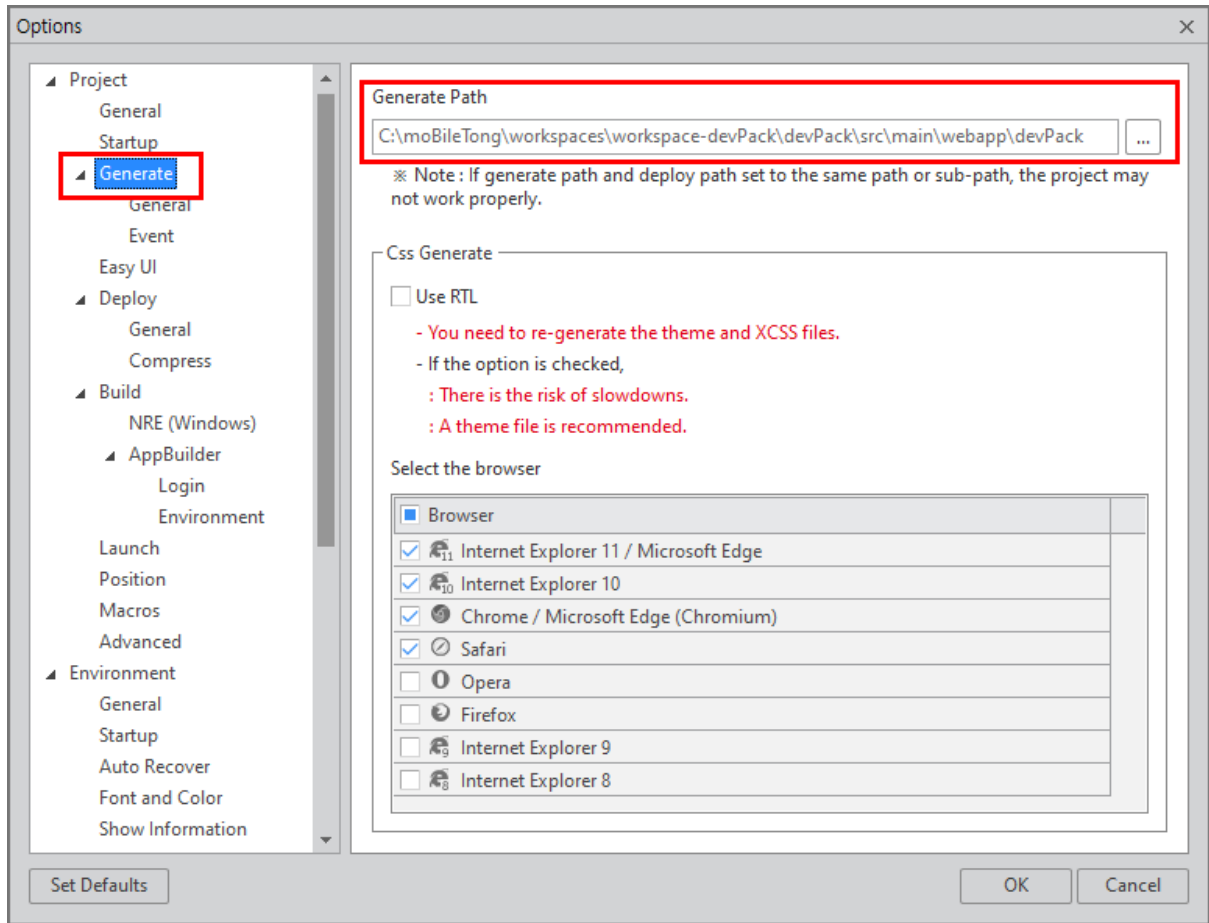 Options
Project
General
Startup
Generate
General
Event
Easy UI
Deploy
General
Compress
Build
NRE (Windows)
AppBuilder
Login
Environment
Launch
Position
Macros
Advanced
Environment
General
Startup
Auto Recover
Font and Color
Show Information
Generate Path
C:\moBileTong\workspaces\workspace-devPack\devPack\src\main\webapp\devPack
...
※ Note : If generate path and deploy path set to the same path or sub-path, the project may
not work properly.
Css Generate
Use RTL
- You need to re-generate the theme and XCSS files.
- If the option is checked,
: There is the risk of slowdowns.
: A theme file is recommended.
Select the browser
Browser
11 Internet Explorer 11 / Microsoft Edge
10 Internet Explorer 10
Chrome / Microsoft Edge (Chromium)
Safari
Opera
Firefox
9 Internet Explorer 9
8 Internet Explorer 8
Set Defaults
OK
Cancel